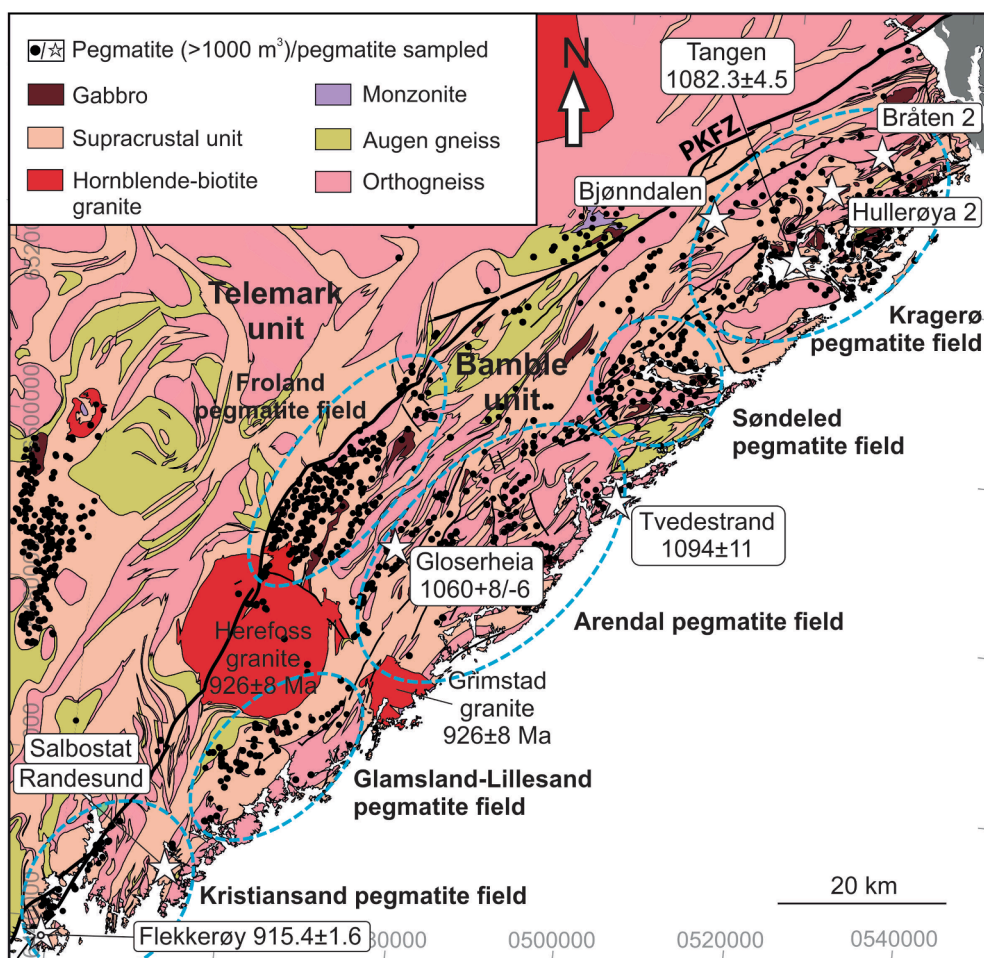 Pegmatite (>1000 m³)/pegmatite sampled
Gabbro
Supracrustal unit
Hornblende-biotite
granite
Monzonite
Augen gneiss
Orthogneiss
N
Tangen
1082.3±4.5
PKFZ
Bråten 2
Bjønndalen
Hullerøya 2
Telemark
unit
Kragerø
pegmatite field
Bamble
unit
Froland
pegmatite field
Søndeled
pegmatite field
Tvedestrand
1094±11
Gloserheia
1060+8/-6
Arendal pegmatite field
Herefoss
granite
926±8 Ma
Grimstad
granite
926±8 Ma
Salbostat
Randesund
Glamsland-Lillesand
pegmatite field
Kristiansand pegmatite field
20 km
Flekkerøy 915.4±1.6
0500000
0520000
0540000